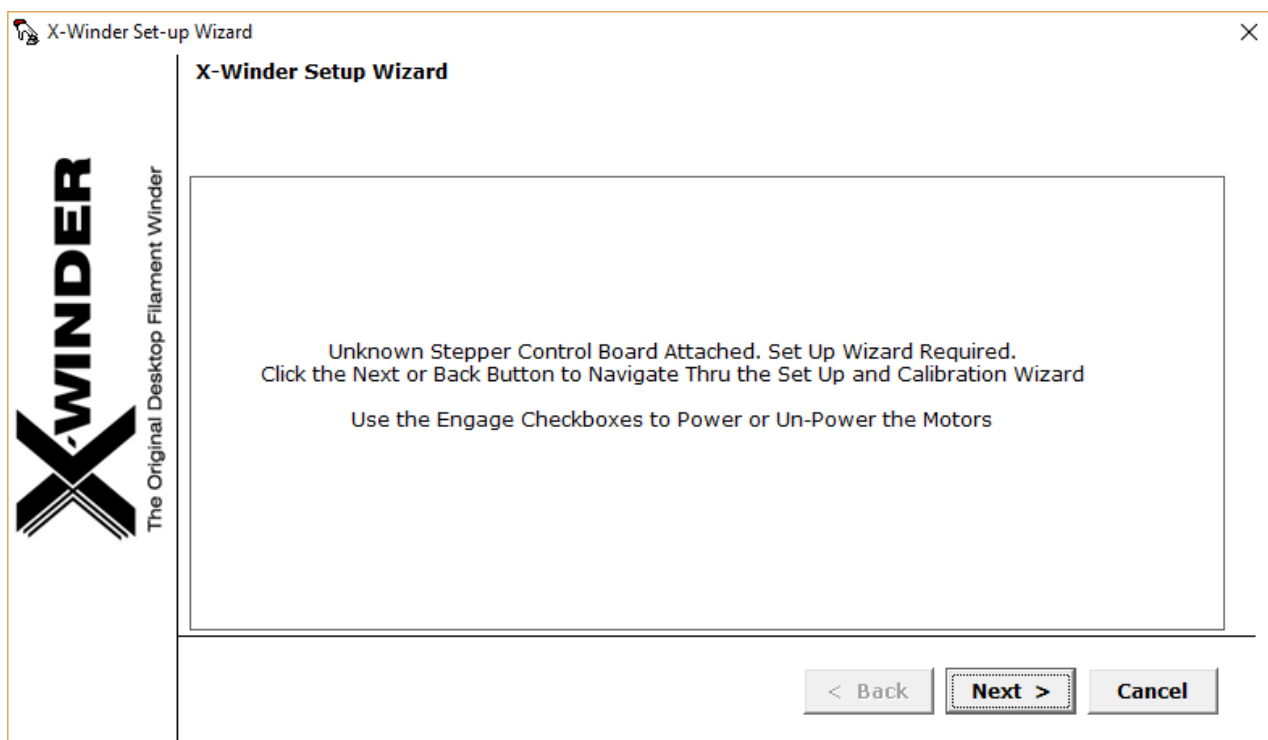 X-Winder Set-up Wizard
X-Winder Setup Wizard
X-WINDER
The Original Desktop Filament Winder
Unknown Stepper Control Board Attached. Set Up Wizard Required.
Click the Next or Back Button to Navigate Thru the Set Up and Calibration Wizard
Use the Engage Checkboxes to Power or Un-Power the Motors
< Back
Next >
Cancel